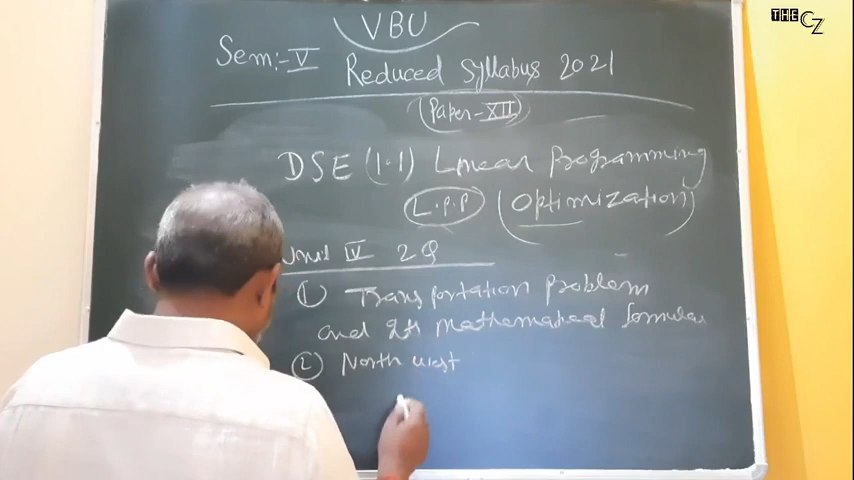 THE CZ
VBU
Sem:- V Reduced Syllabus 2021
(Paper-XII)
DSE (1.1) Linear Programming
L.P.P (Optimization)
Unit IV 2Q
① Transportation problem
and its mathematical formulas
② North west